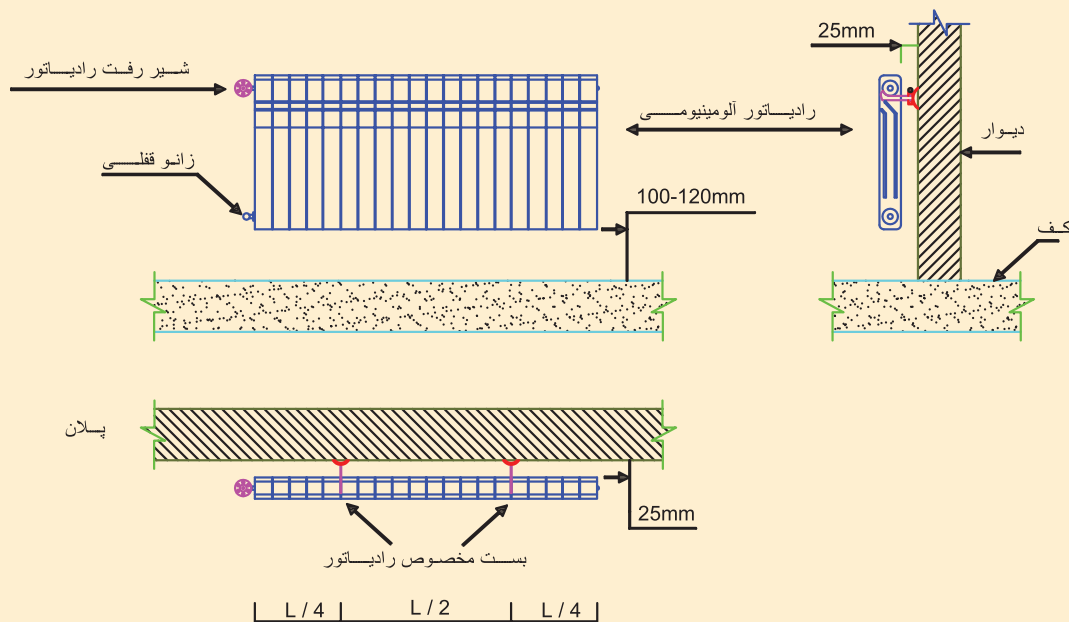 شیر رفت رادیاتور
زانو قفلی
رادیاتور آلومینیومی
100-120mm
25mm
دیوار
کف
پلان
25mm
بست مخصوص رادیاتور
L / 4
L / 2
L / 4